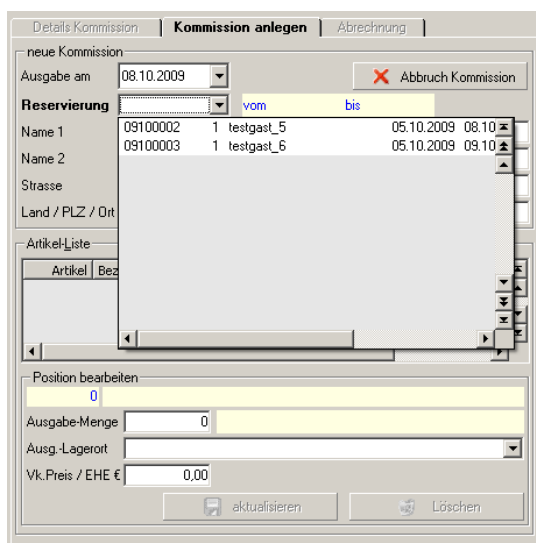 Details Kommission Kommission anlegen Abrechnung
neue Kommission
Ausgabe am 08.10.2009 Abbruch Kommission
Reservierung vom bis
09100002 1 testgast_5 05.10.2009 08.10
09100003 1 testgast_6 05.10.2009 09.10
Name 1
Name 2
Strasse
Land / PLZ / Ort
Artikel-Liste
Artikel Bez
Position bearbeiten
0
Ausgabe-Menge 0
Ausg.-Lagerort
Vk.Preis / EHE € 0,00
aktualisieren Löschen